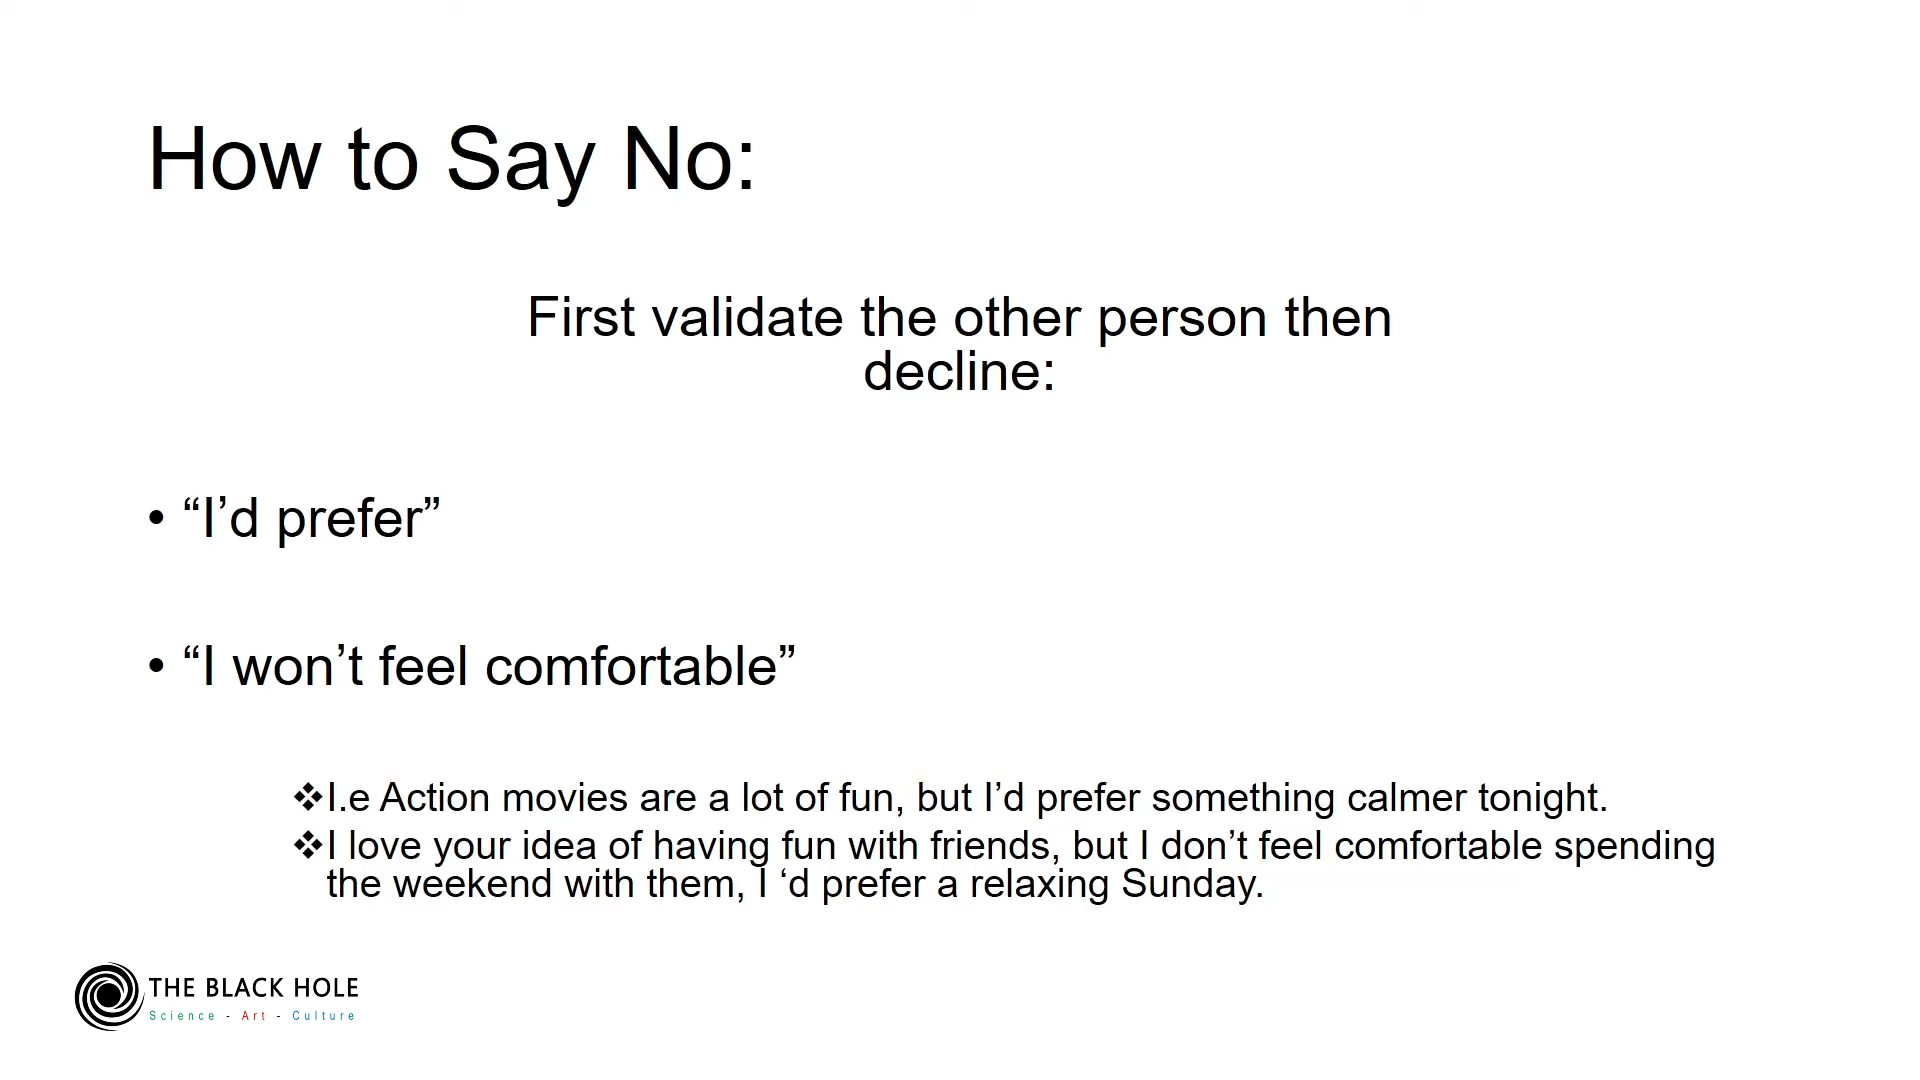 How to Say No:
First validate the other person then
decline:
• “I’d prefer”
• “I won’t feel comfortable”
❖I.e Action movies are a lot of fun, but I’d prefer something calmer tonight.
❖I love your idea of having fun with friends, but I don’t feel comfortable spending
the weekend with them, I ‘d prefer a relaxing Sunday.
THE BLACK HOLE
Science - Art - Culture